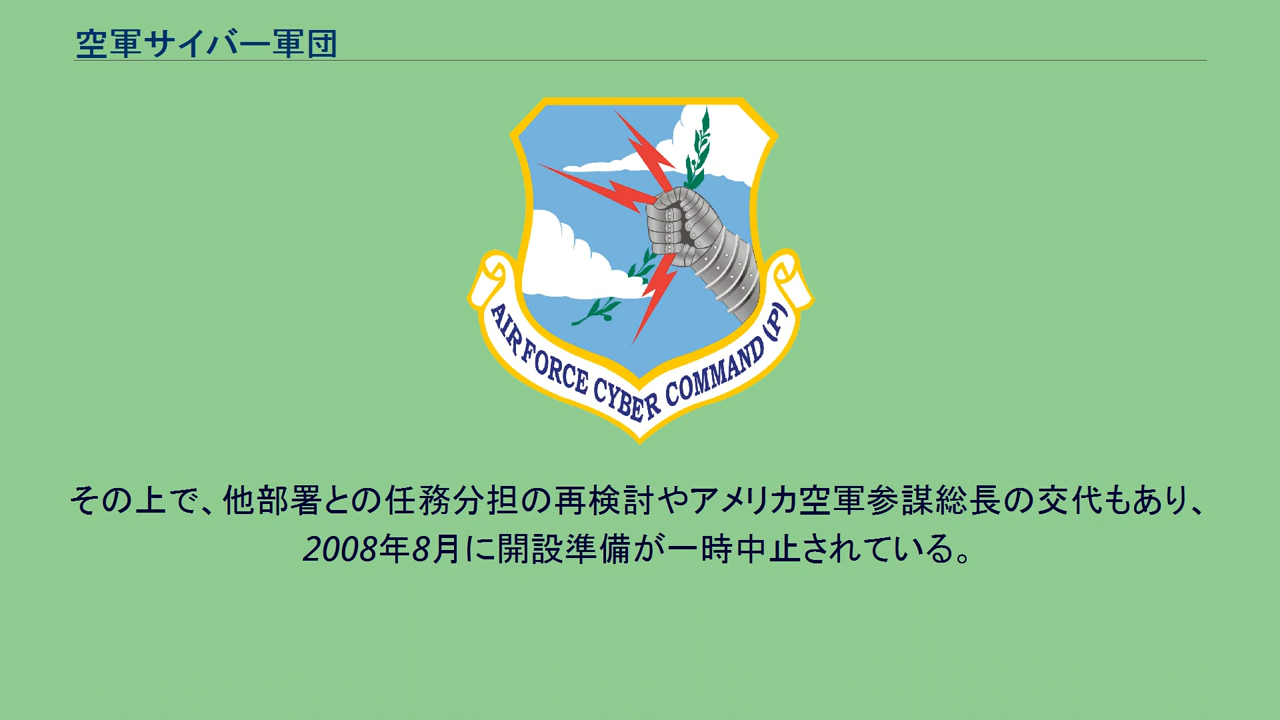 空軍サイバー軍団
AIR FORCE CYBER COMMAND (P)
その上で、他部署との任務分担の再検討やアメリカ空軍参謀総長の交代もあり、
2008年8月に開設準備が一時中止されている。